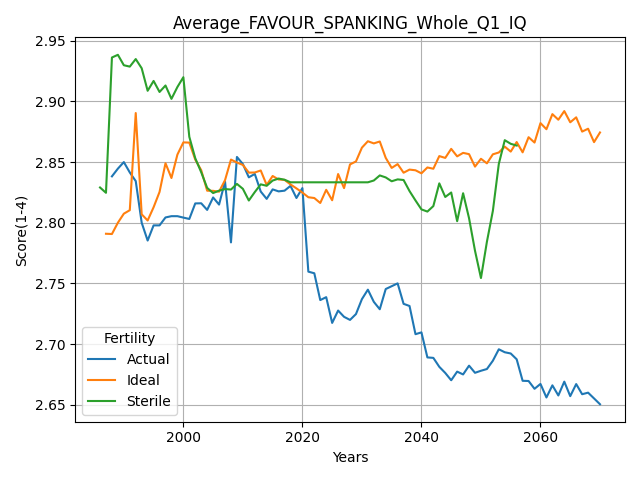 Average_FAVOUR_SPANKING_Whole_Q1_IQ
2.95
2.90
2.85
2.80
2.75
2.70
2.65
Score(1-4)
Fertility
Actual
Ideal
Sterile
2000 2020 2040 2060
Years